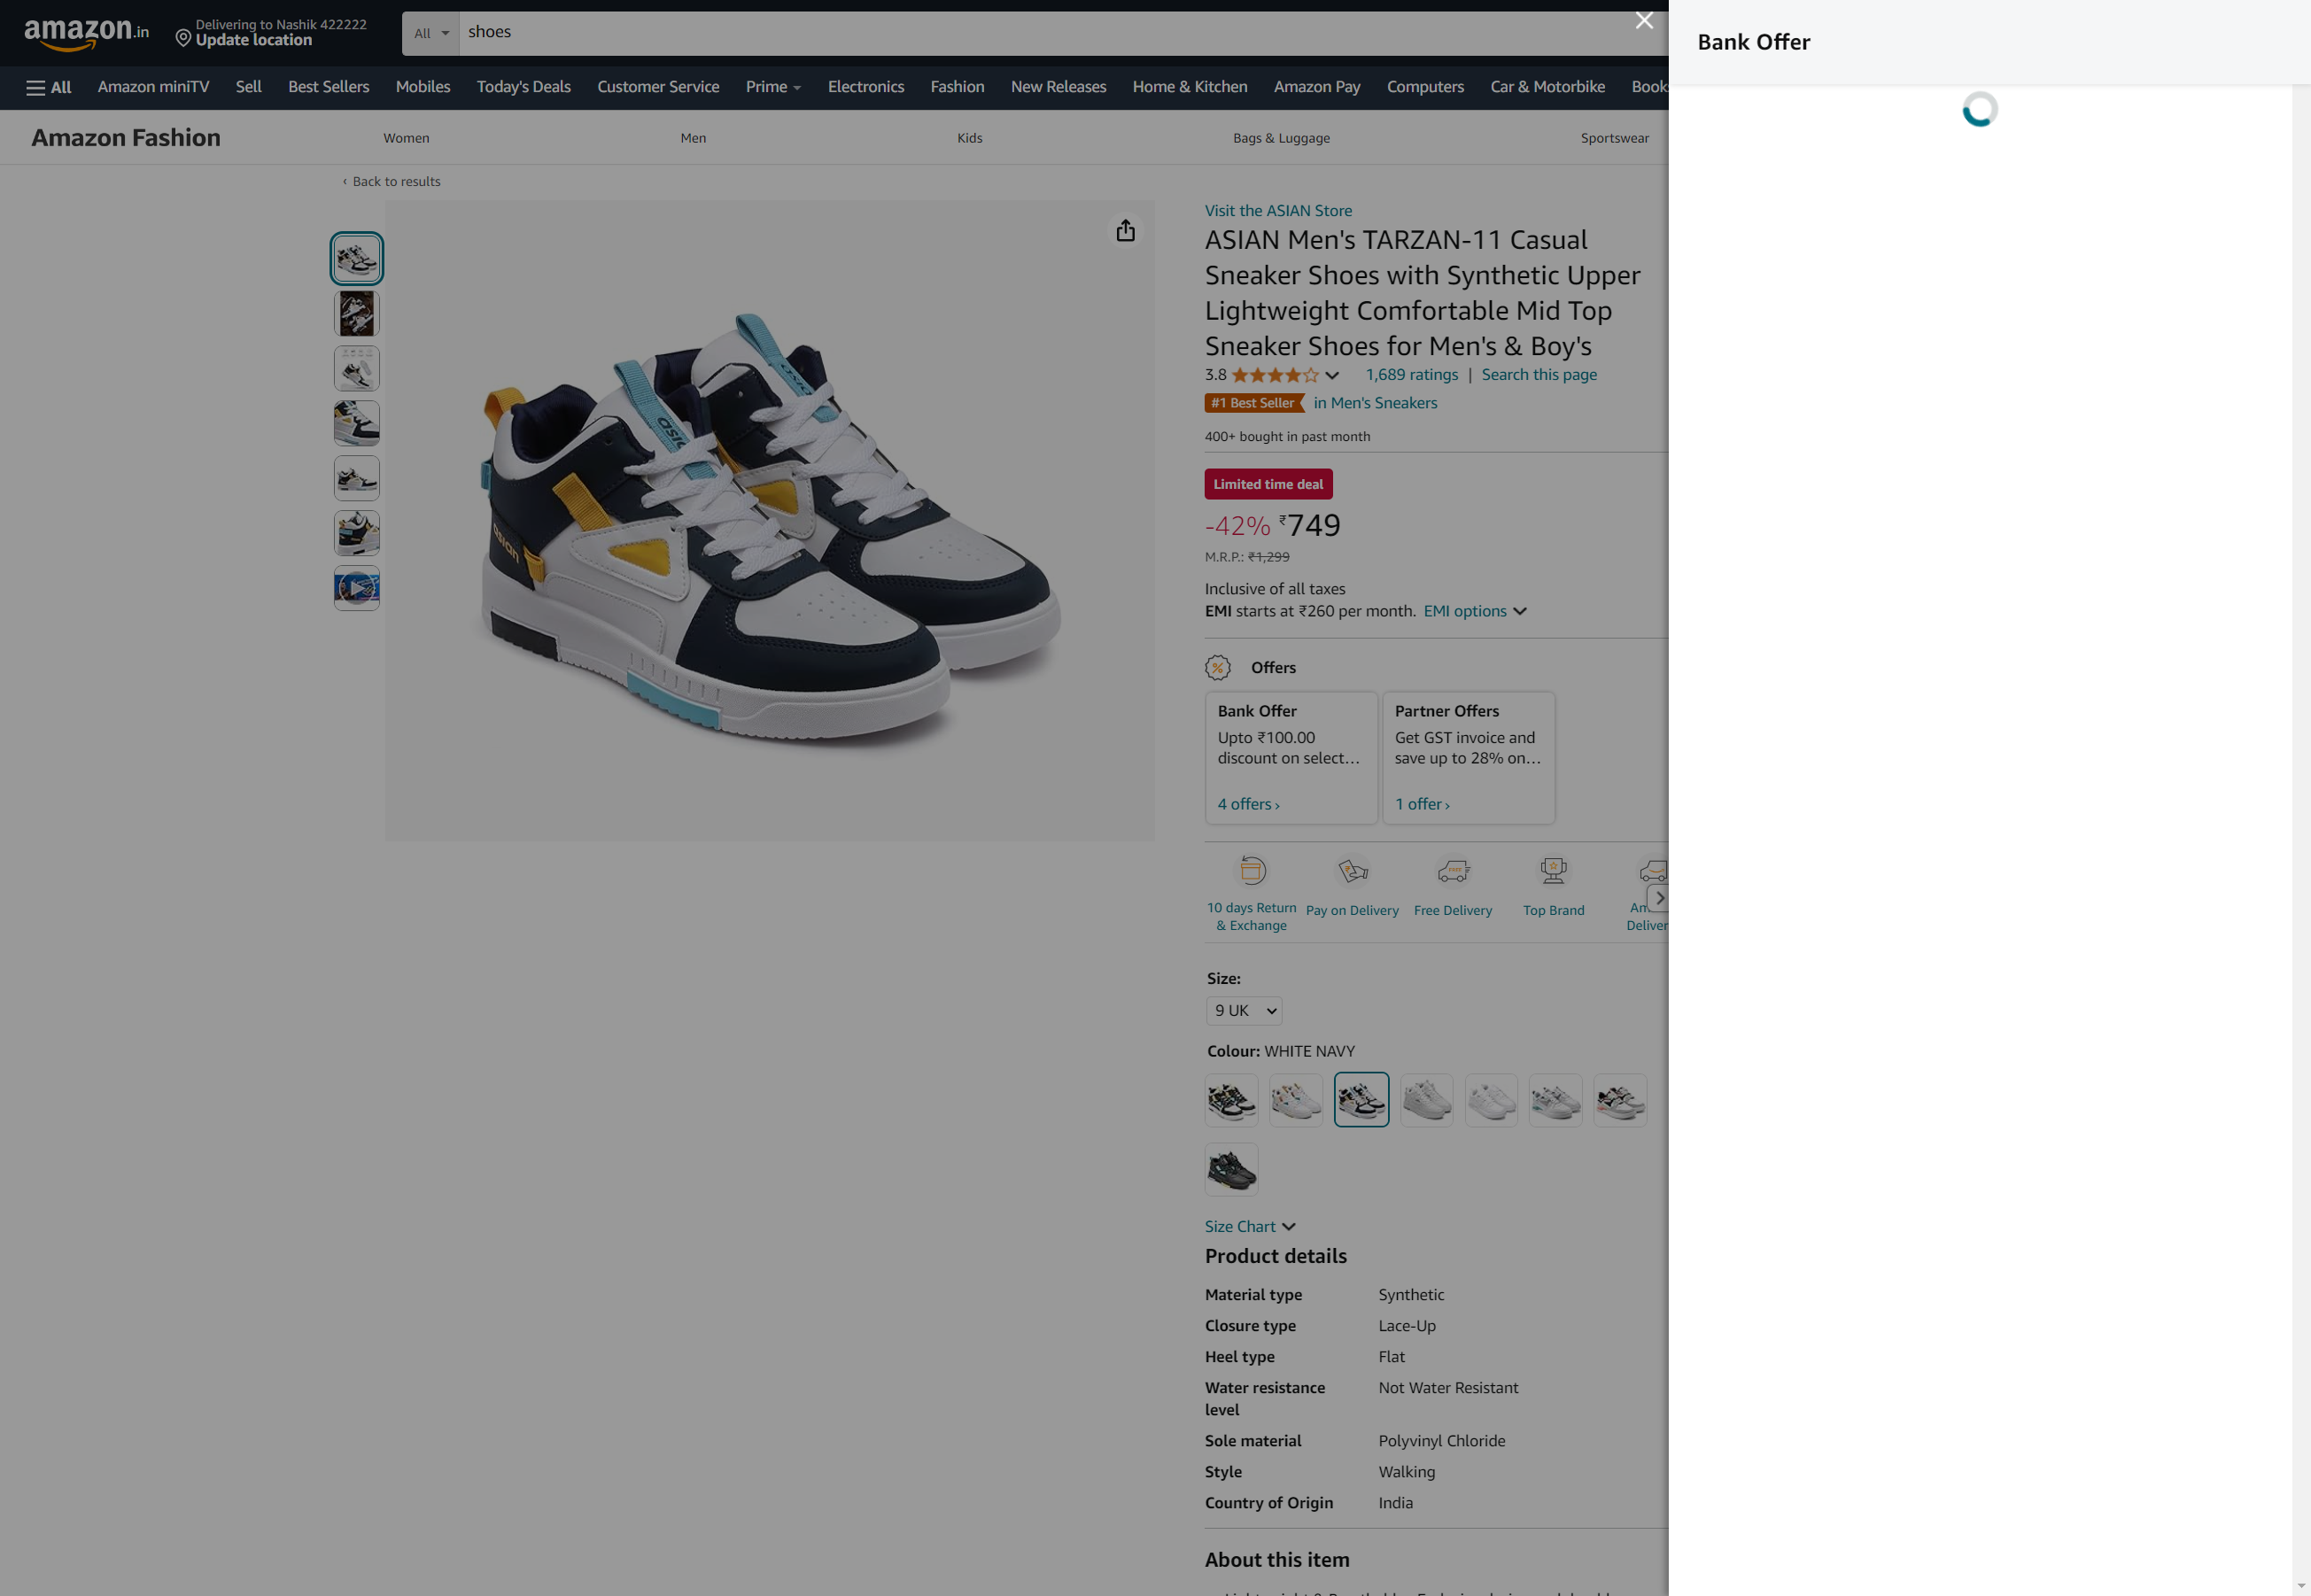 amazon.in
Delivering to Nashik 422222
Update location
All
shoes
All
Amazon miniTV
Sell
Best Sellers
Mobiles
Today's Deals
Customer Service
Prime
Electronics
Fashion
New Releases
Home & Kitchen
Amazon Pay
Computers
Car & Motorbike
Amazon Fashion
Women
Men
Kids
Bags & Luggage
Sportswear
‹ Back to results
Visit the ASIAN Store
ASIAN Men's TARZAN-11 Casual
Sneaker Shoes with Synthetic Upper
Lightweight Comfortable Mid Top
Sneaker Shoes for Men's & Boy's
3.8
1,689 ratings | Search this page
#1 Best Seller in Men's Sneakers
400+ bought in past month
Limited time deal
-42% ₹749
M.R.P.: ₹1,299
Inclusive of all taxes
EMI starts at ₹260 per month. EMI options
Offers
Bank Offer
Upto ₹100.00
discount on select…
4 offers ›
Partner Offers
Get GST invoice and
save up to 28% on…
1 offer ›
10 days Return
& Exchange
Pay on Delivery
Free Delivery
Top Brand
Size:
9 UK
Colour: WHITE NAVY
Size Chart
Product details
Material type Synthetic
Closure type Lace-Up
Heel type Flat
Water resistance Not Water Resistant
level
Sole material Polyvinyl Chloride
Style Walking
Country of Origin India
About this item
Bank Offer
asian